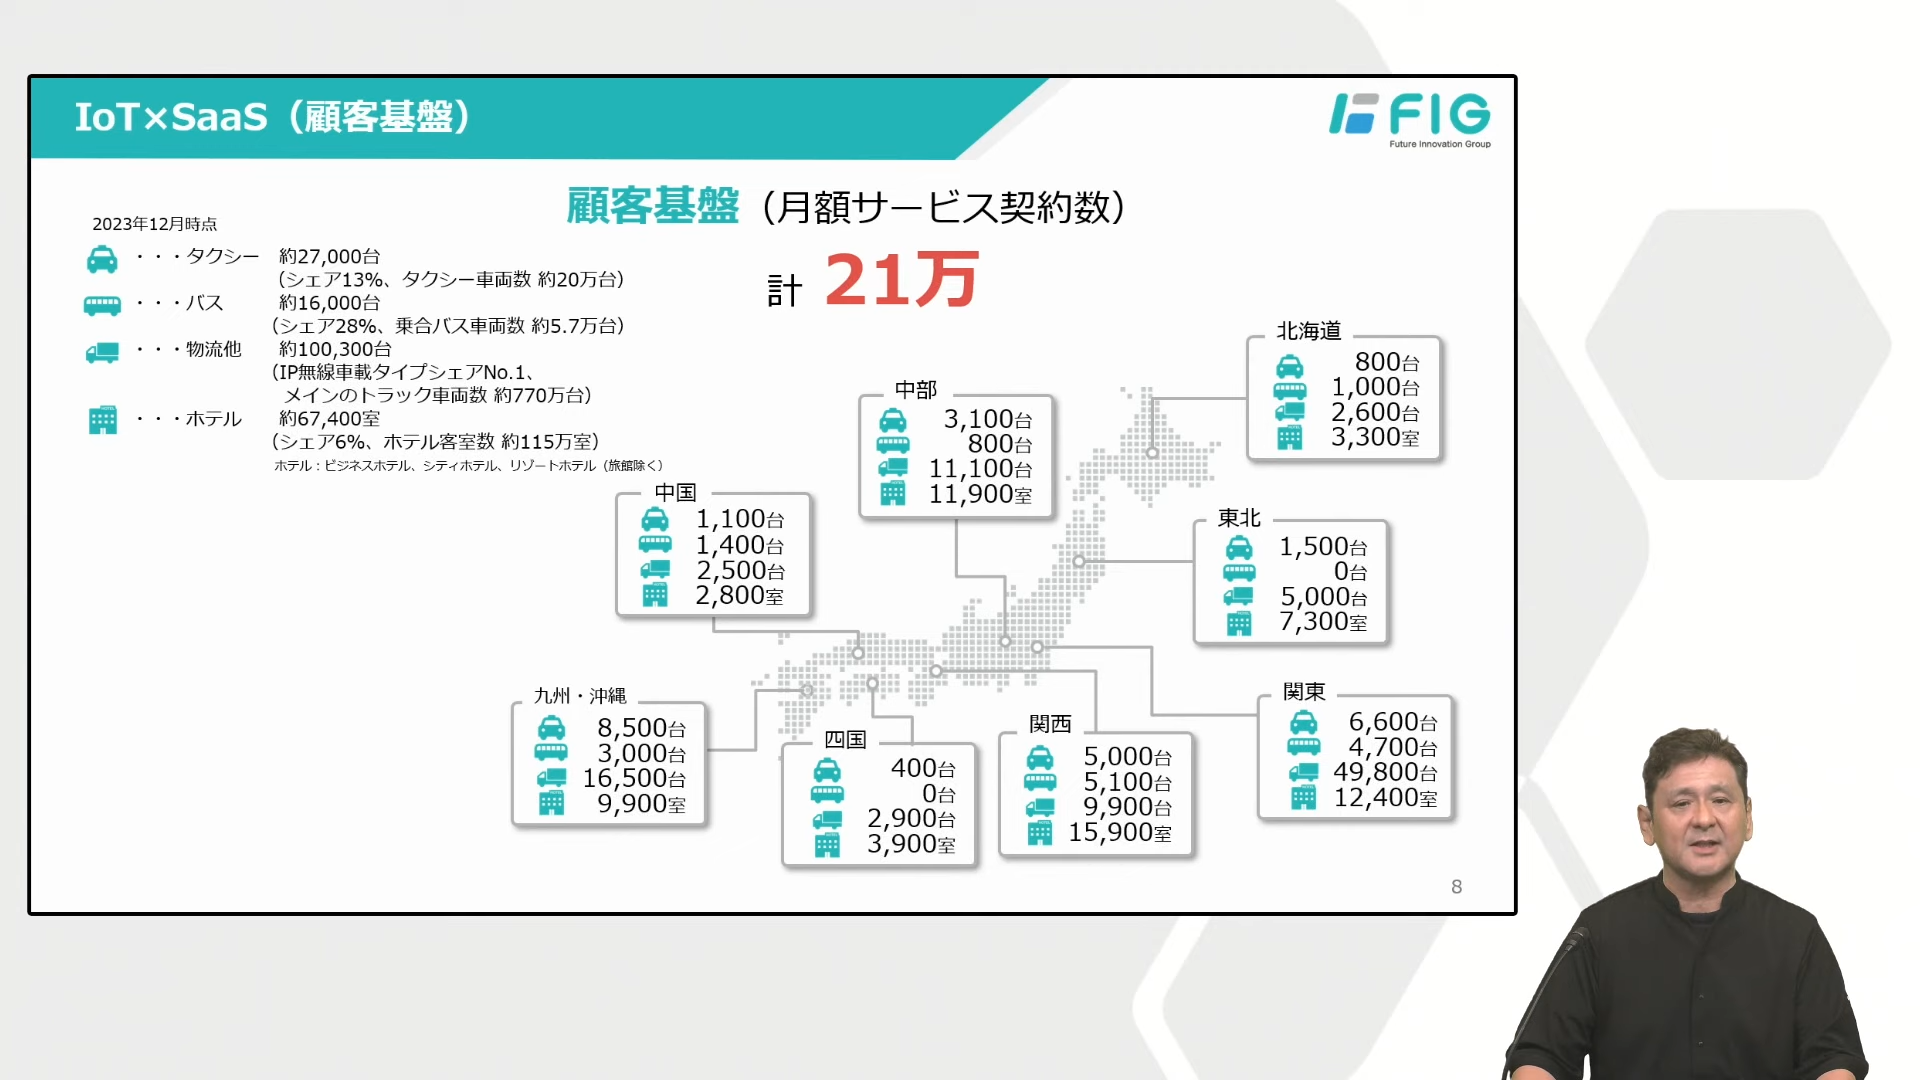 IoT×SaaS（顧客基盤）
FIG
Future Innovation Group
顧客基盤（月額サービス契約数）
計 21万
2023年12月時点
・・・タクシー 約27,000台
（シェア13%、タクシー車両数 約20万台）
・・・バス 約16,000台
（シェア28%、乗合バス車両数 約5.7万台）
・・・物流他 約100,300台
（IP無線車載タイプシェアNo.1、
メインのトラック車両数 約770万台）
・・・ホテル 約67,400室
（シェア6%、ホテル客室数 約115万室）
ホテル：ビジネスホテル、シティホテル、リゾートホテル（旅館除く）
北海道
800台
1,000台
2,600台
3,300室
中部
3,100台
800台
11,100台
11,900室
中国
1,100台
1,400台
2,500台
2,800室
東北
1,500台
0台
5,000台
7,300室
九州・沖縄
8,500台
3,000台
16,500台
9,900室
四国
400台
0台
2,900台
3,900室
関西
5,000台
5,100台
9,900台
15,900室
関東
6,600台
4,700台
49,800台
12,400室
8